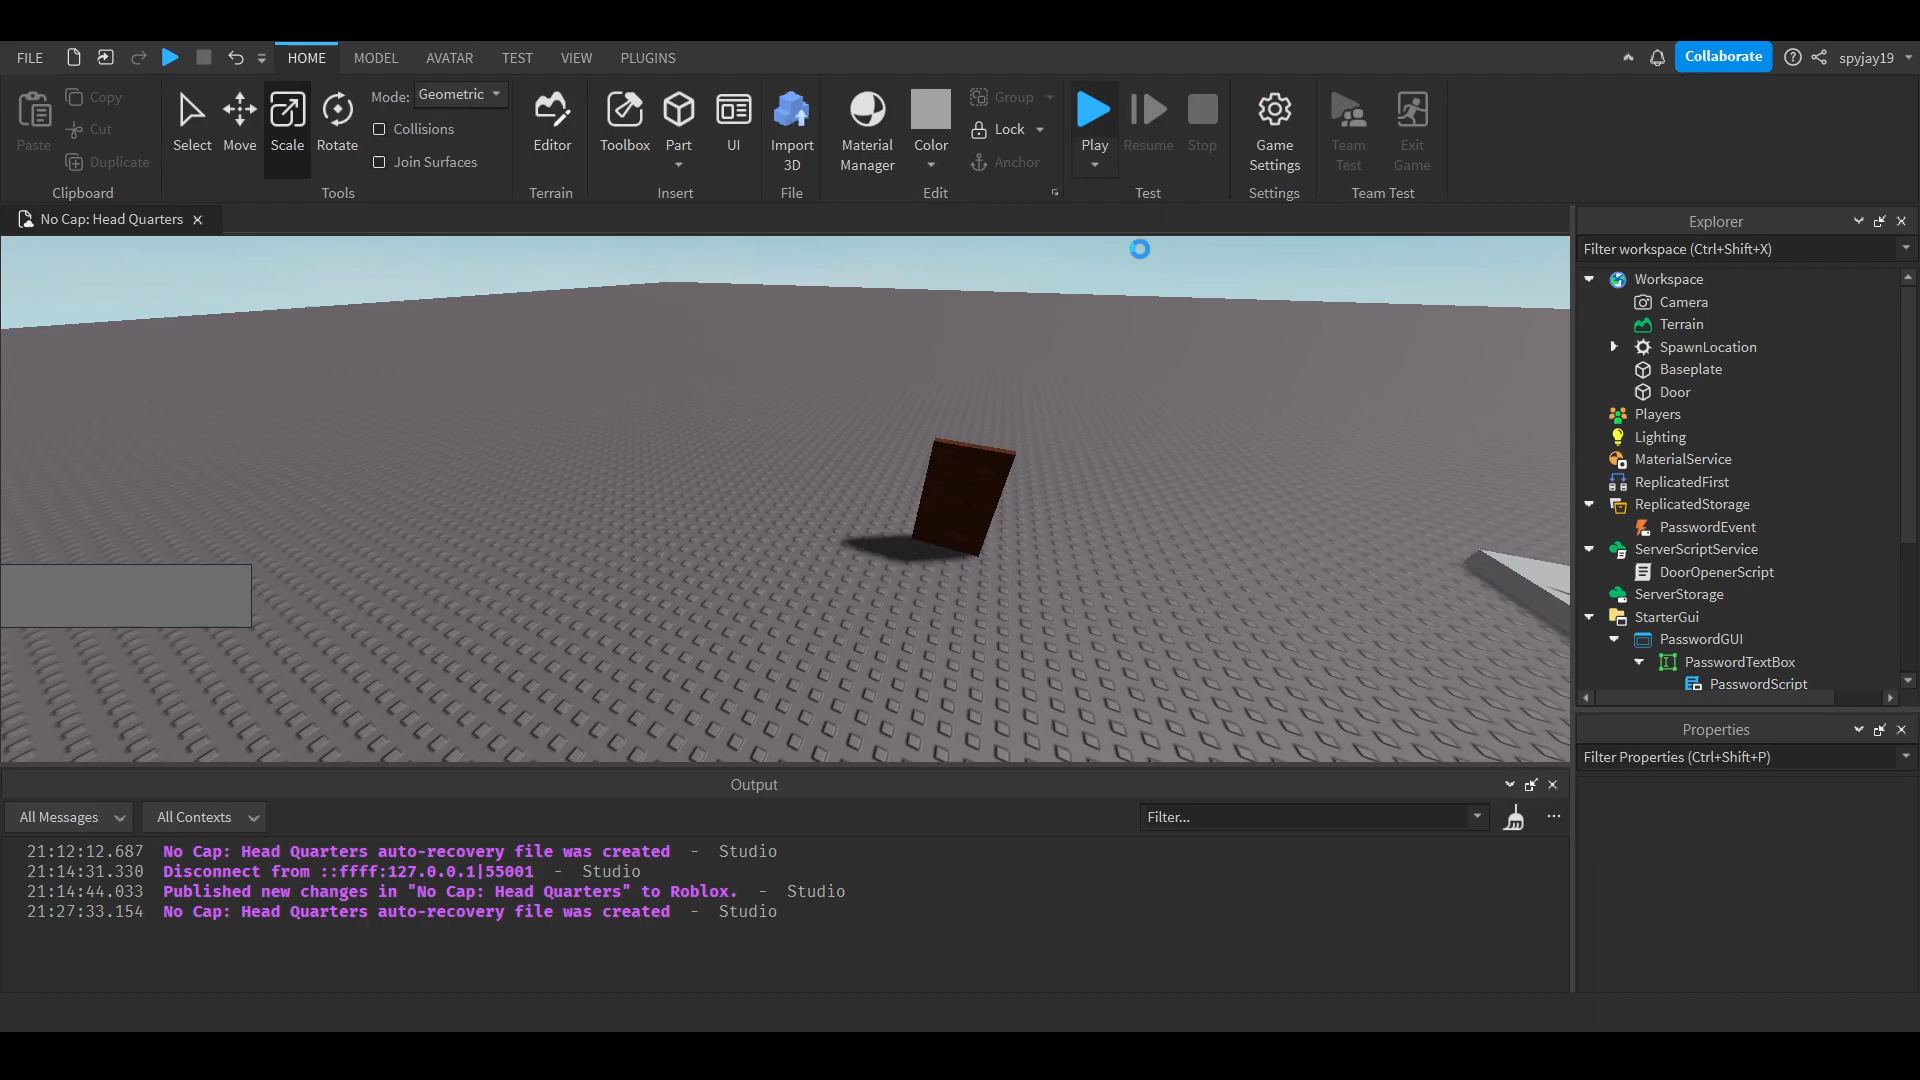 FILE HOME MODEL AVATAR TEST VIEW PLUGINS Collaborate spyjay19
Paste Copy Cut Duplicate Clipboard
Select Move Scale Rotate Mode: Geometric Collisions Join Surfaces Tools
Editor Terrain
Toolbox Part UI Insert
Import 3D File
Material Manager Color Group Lock Anchor Edit
Play Resume Stop Test
Game Settings Settings
Team Test Exit Game Team Test
No Cap: Head Quarters
Explorer
Filter workspace (Ctrl+Shift+X)
Workspace
Camera
Terrain
SpawnLocation
Baseplate
Door
Players
Lighting
MaterialService
ReplicatedFirst
ReplicatedStorage
PasswordEvent
ServerScriptService
DoorOpenerScript
ServerStorage
StarterGui
PasswordGUI
PasswordTextBox
PasswordScript
Properties
Filter Properties (Ctrl+Shift+P)
Output
All Messages All Contexts Filter...
21:12:12.687 No Cap: Head Quarters auto-recovery file was created - Studio
21:14:31.330 Disconnect from ::ffff:127.0.0.1|55001 - Studio
21:14:44.033 Published new changes in "No Cap: Head Quarters" to Roblox. - Studio
21:27:33.154 No Cap: Head Quarters auto-recovery file was created - Studio